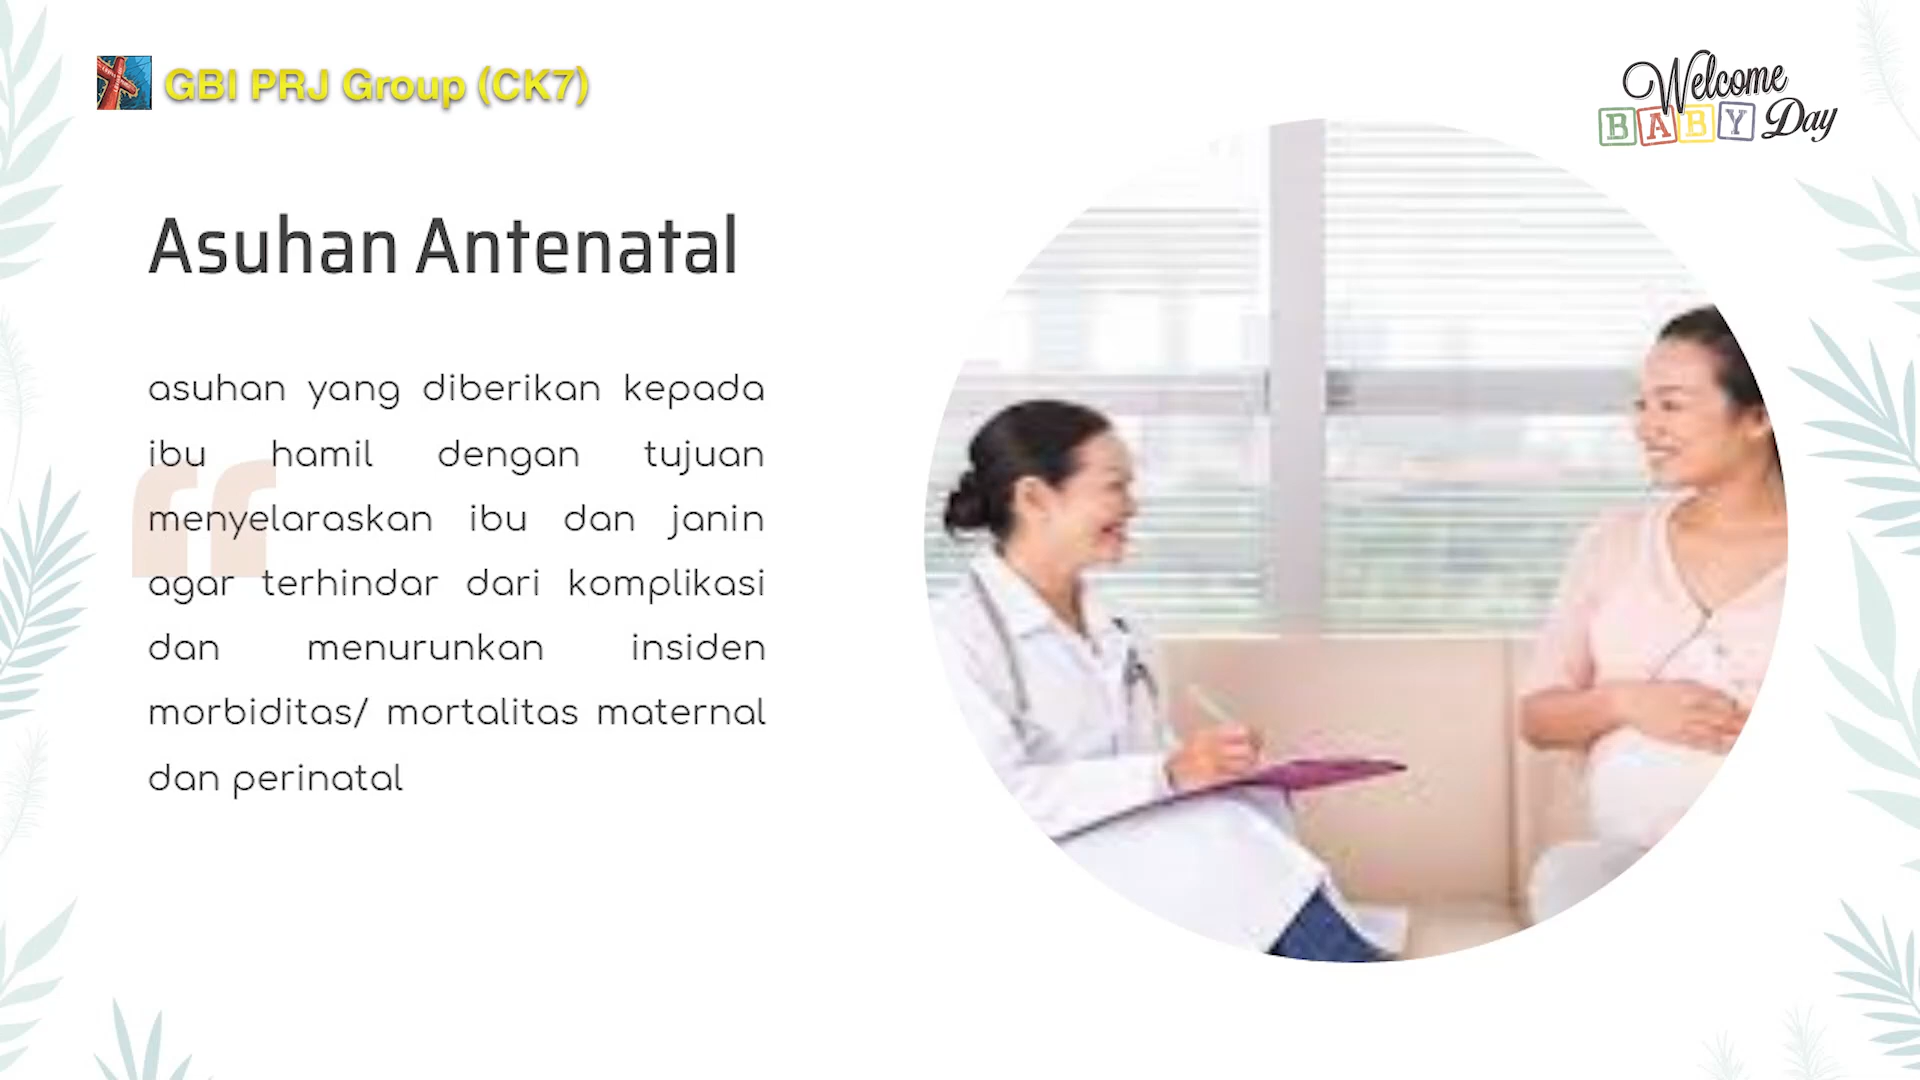 GBI PRJ Group (CK7)
Welcome
BABY Day
Asuhan Antenatal
asuhan yang diberikan kepada
ibu hamil dengan tujuan
menyelaraskan ibu dan janin
agar terhindar dari komplikasi
dan menurunkan insiden
morbiditas/ mortalitas maternal
dan perinatal